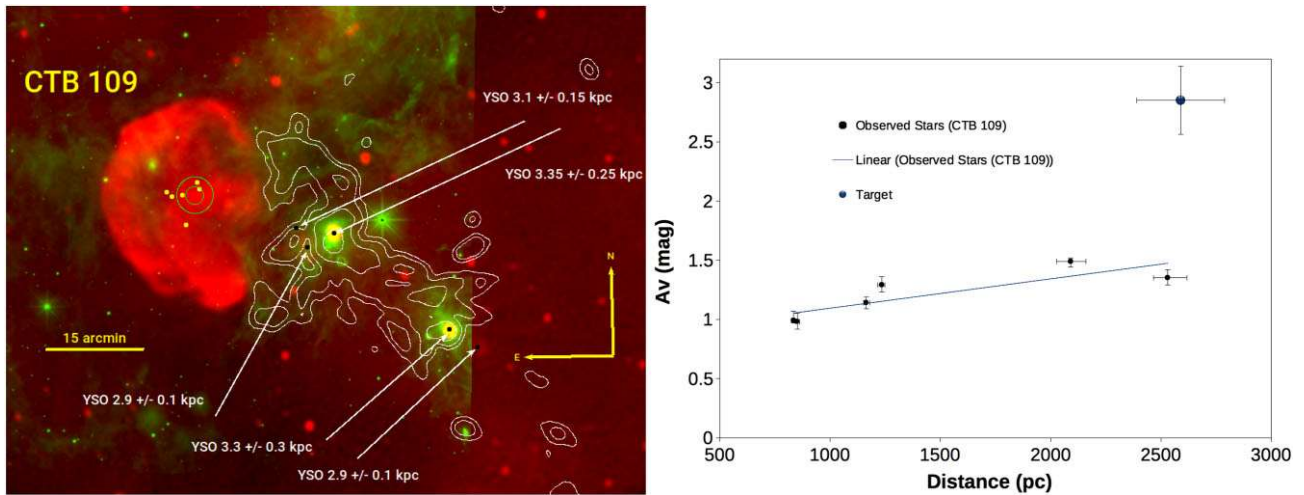 CTB 109
YSO 3.1 +/- 0.15 kpc
YSO 3.35 +/- 0.25 kpc
N
15 arcmin
E
YSO 2.9 +/- 0.1 kpc
YSO 3.3 +/- 0.3 kpc
YSO 2.9 +/- 0.1 kpc
3
2.5
2
1.5
1
0.5
0
Av (mag)
Observed Stars (CTB 109)
Linear (Observed Stars (CTB 109))
Target
500 1000 1500 2000 2500 3000
Distance (pc)